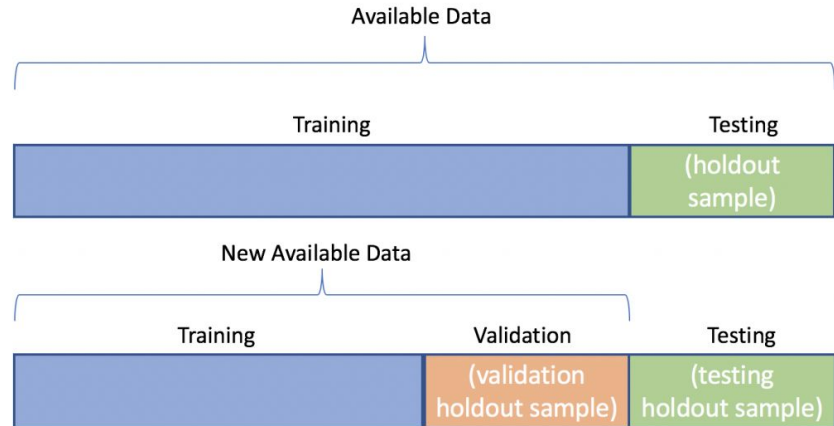 Available Data
Training Testing
(holdout
sample)
New Available Data
Training Validation Testing
(validation
holdout sample)
(testing
holdout sample)